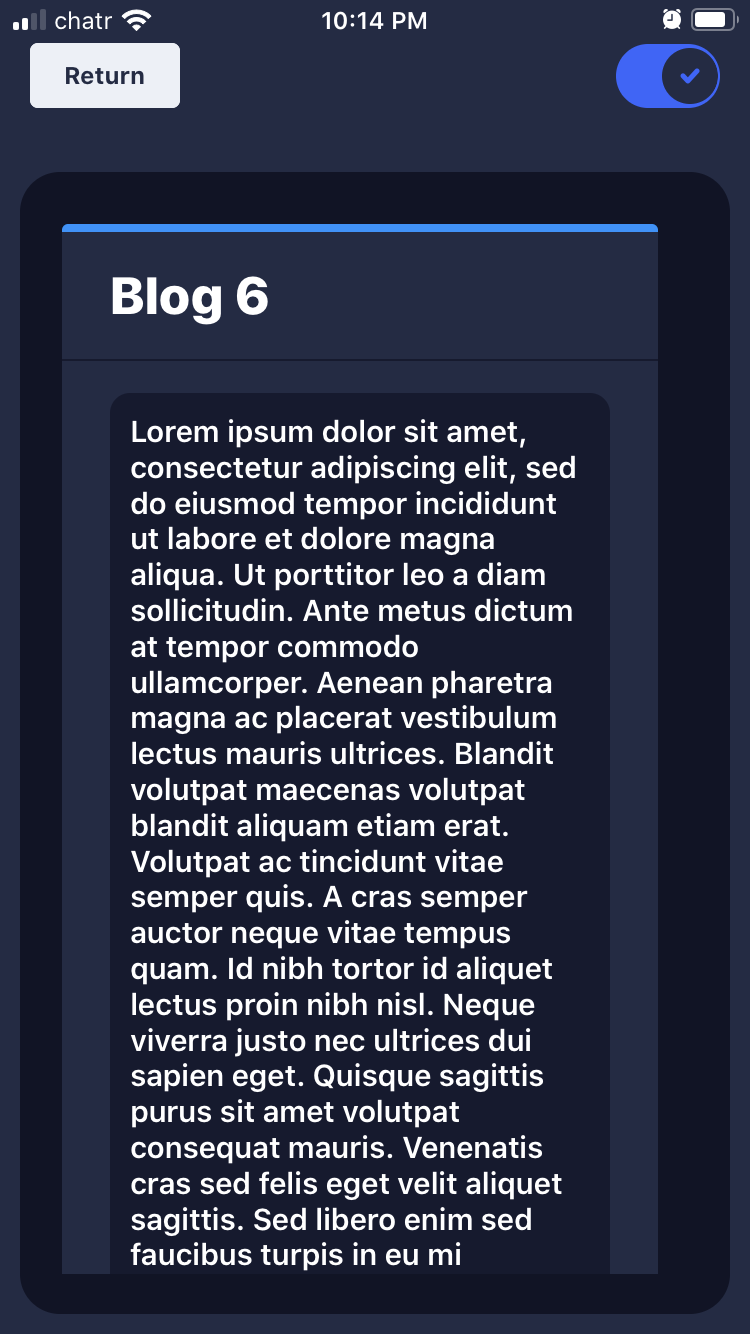 chatr 10:14 PM
Return
Blog 6
Lorem ipsum dolor sit amet,
consectetur adipiscing elit, sed
do eiusmod tempor incididunt
ut labore et dolore magna
aliqua. Ut porttitor leo a diam
sollicitudin. Ante metus dictum
at tempor commodo
ullamcorper. Aenean pharetra
magna ac placerat vestibulum
lectus mauris ultrices. Blandit
volutpat maecenas volutpat
blandit aliquam etiam erat.
Volutpat ac tincidunt vitae
semper quis. A cras semper
auctor neque vitae tempus
quam. Id nibh tortor id aliquet
lectus proin nibh nisl. Neque
viverra justo nec ultrices dui
sapien eget. Quisque sagittis
purus sit amet volutpat
consequat mauris. Venenatis
cras sed felis eget velit aliquet
sagittis. Sed libero enim sed
faucibus turpis in eu mi